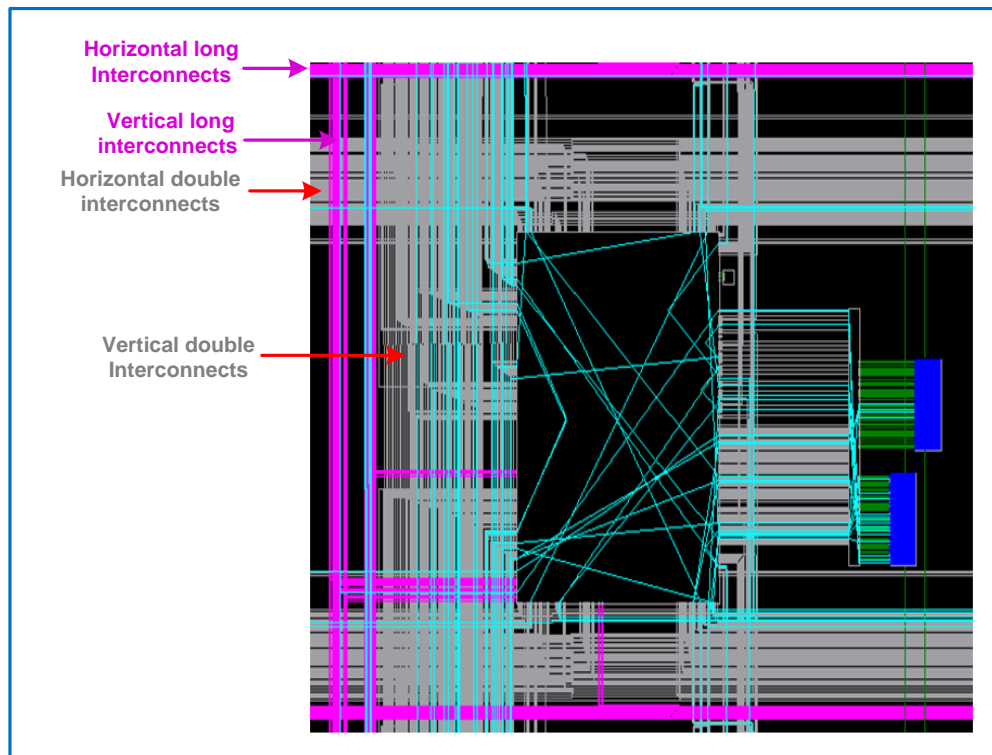 Horizontal long
Interconnects
Vertical long
interconnects
Horizontal double
interconnects
Vertical double
Interconnects